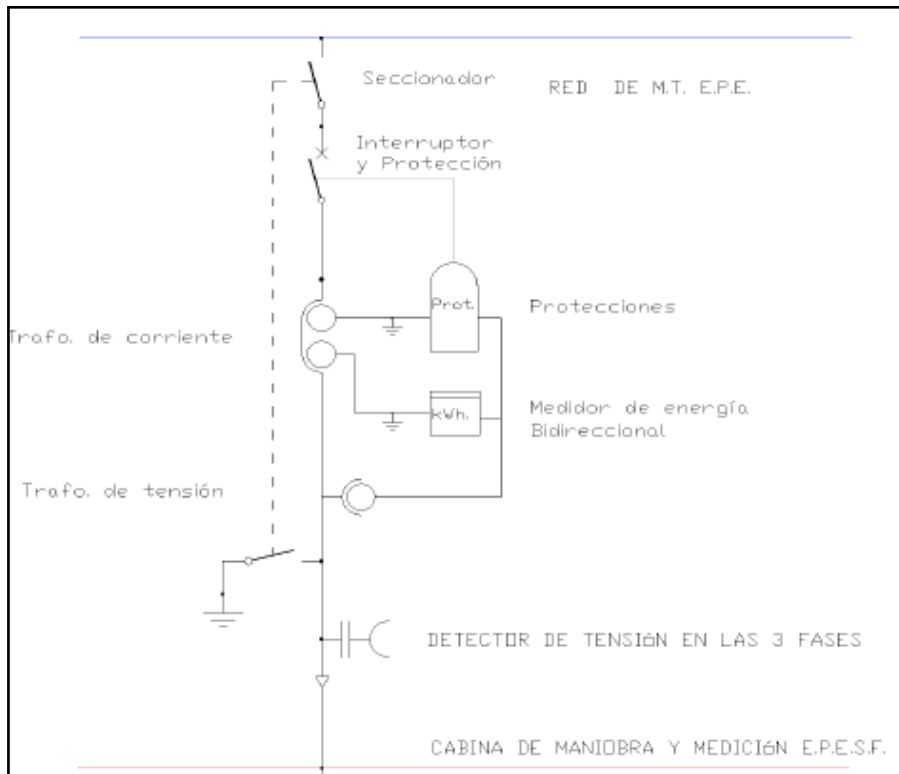 Seccionador
RED DE M.T. E.P.E.
Interruptor
y Protección
Prot.
Protecciones
Trafo. de corriente
kWh.
Medidor de energía
Bidireccional
Trafo. de tensión
DETECTOR DE TENSIóN EN LAS 3 FASES
CABINA DE MANIOBRA Y MEDICIóN E.P.E.S.F.